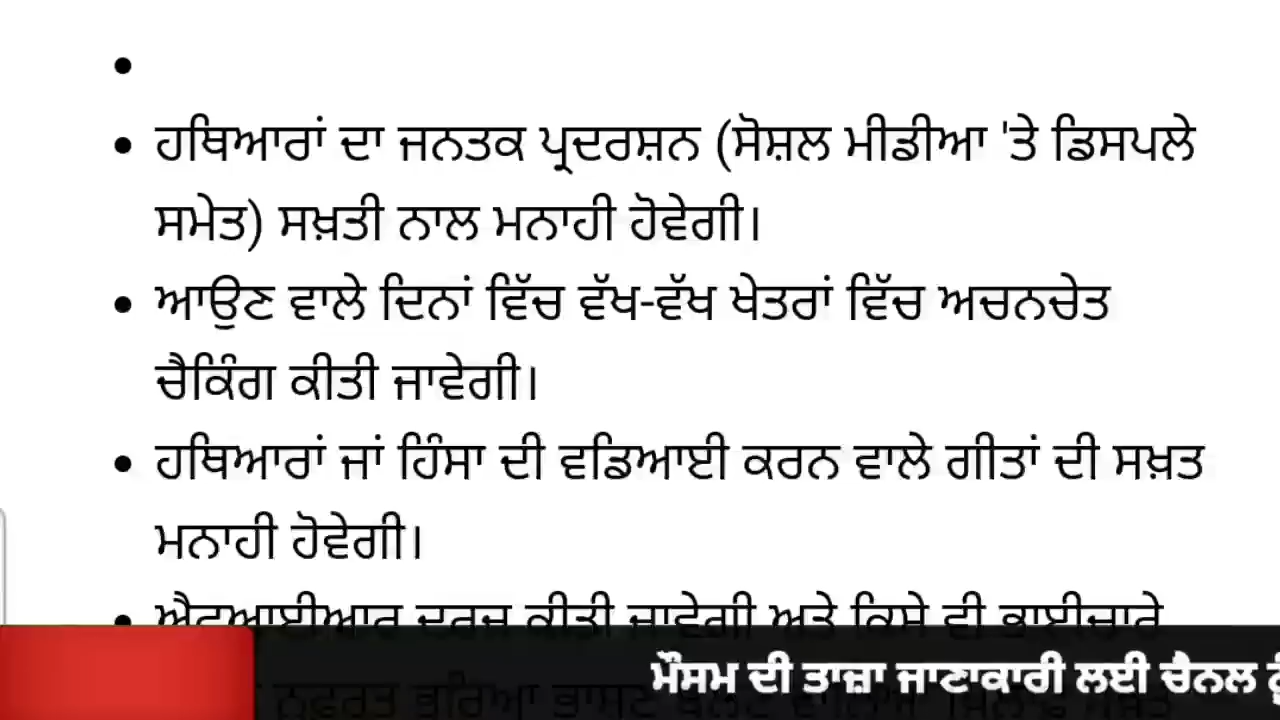 •
• ਹਥਿਆਰਾਂ ਦਾ ਜਨਤਕ ਪ੍ਰਦਰਸ਼ਨ (ਸੋਸ਼ਲ ਮੀਡੀਆ 'ਤੇ ਡਿਸਪਲੇ
ਸਮੇਤ) ਸਖ਼ਤੀ ਨਾਲ ਮਨਾਹੀ ਹੋਵੇਗੀ।
• ਆਉਣ ਵਾਲੇ ਦਿਨਾਂ ਵਿੱਚ ਵੱਖ-ਵੱਖ ਖੇਤਰਾਂ ਵਿੱਚ ਅਚਨਚੇਤ
ਚੈਕਿੰਗ ਕੀਤੀ ਜਾਵੇਗੀ।
• ਹਥਿਆਰਾਂ ਜਾਂ ਹਿੰਸਾ ਦੀ ਵਡਿਆਈ ਕਰਨ ਵਾਲੇ ਗੀਤਾਂ ਦੀ ਸਖ਼ਤ
ਮਨਾਹੀ ਹੋਵੇਗੀ।
• ਐਫਆਈਆਰ ਦਰਜ ਕੀਤੀ ਜਾਵੇਗੀ ਅਤੇ ਕਿਸੇ ਵੀ ਭਾਈਚਾਰੇ
ਮੌਸਮ ਦੀ ਤਾਜ਼ਾ ਜਾਣਾਕਾਰੀ ਲਈ ਚੈਨਲ